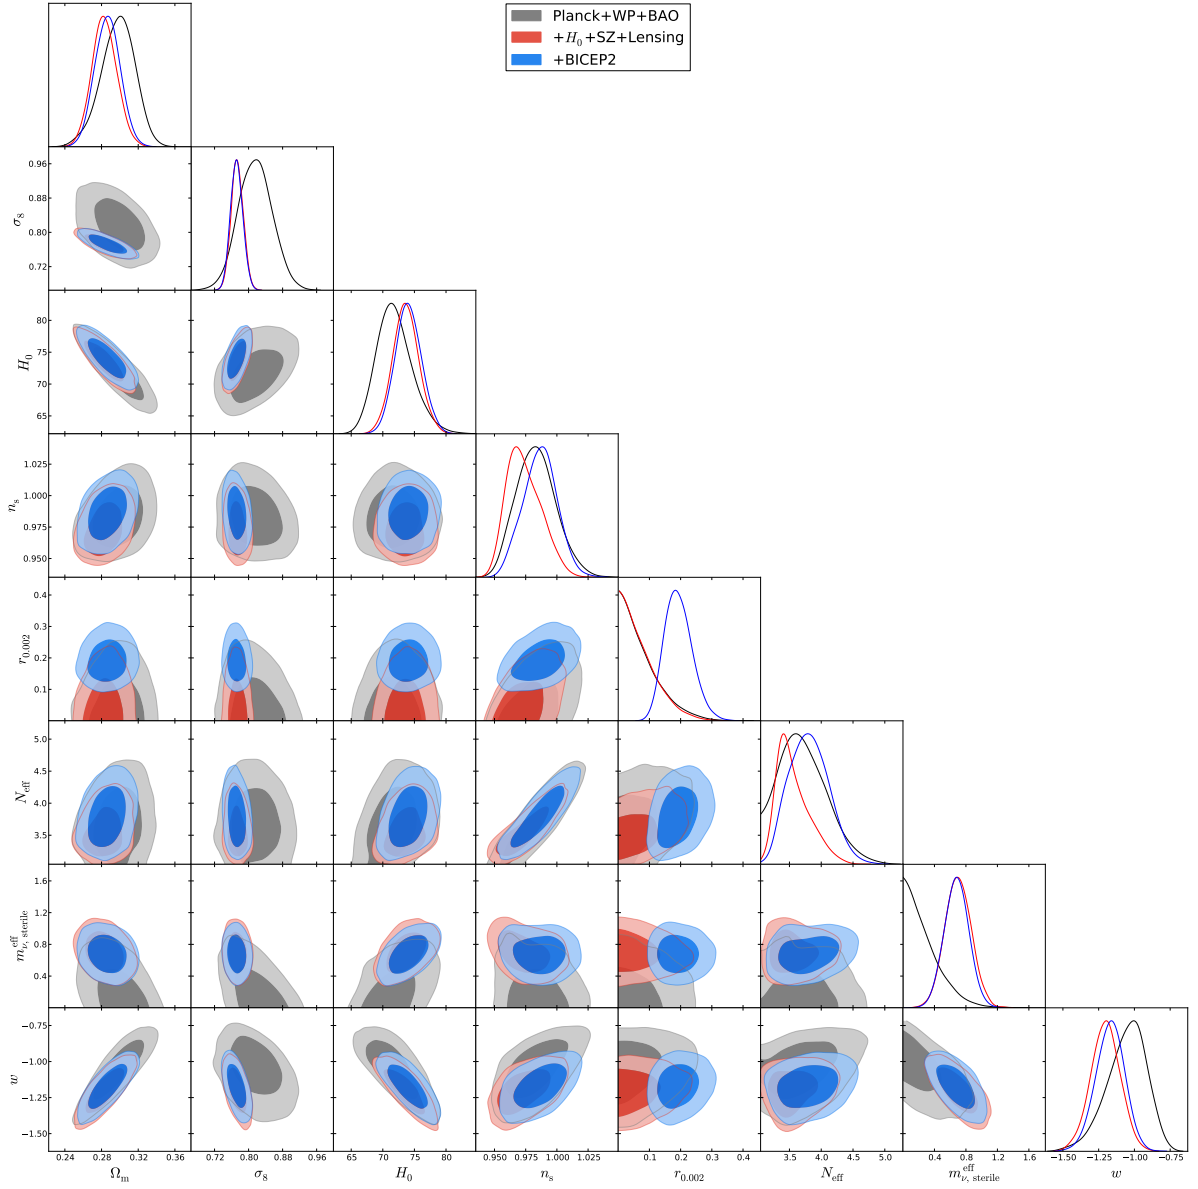 Planck+WP+BAO
+H₀+SZ+Lensing
+BICEP2
0.96
0.88
0.80
0.72
σ₈
80
75
70
65
H₀
1.025
1.000
0.975
0.950
nₛ
0.4
0.3
0.2
0.1
r₀.₀₀₂
5.0
4.5
4.0
3.5
N_eff
1.6
1.2
0.8
0.4
m^eff_ν, sterile
−0.75
−1.00
−1.25
−1.50
w
0.24 0.28 0.32 0.36
0.72 0.80 0.88 0.96
65 70 75 80
0.950 0.975 1.000 1.025
0.1 0.2 0.3 0.4
3.5 4.0 4.5 5.0
0.4 0.8 1.2 1.6
−1.50 −1.25 −1.00 −0.75
Ω_m σ₈ H₀ nₛ r₀.₀₀₂ N_eff m^eff_ν, sterile w